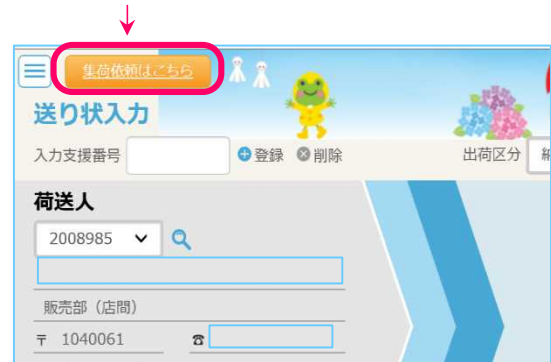 集荷依頼はこちら
送り状入力
入力支援番号 登録 削除 出荷区分
荷送人
2008985
販売部（店間）
〒 1040061 ☎